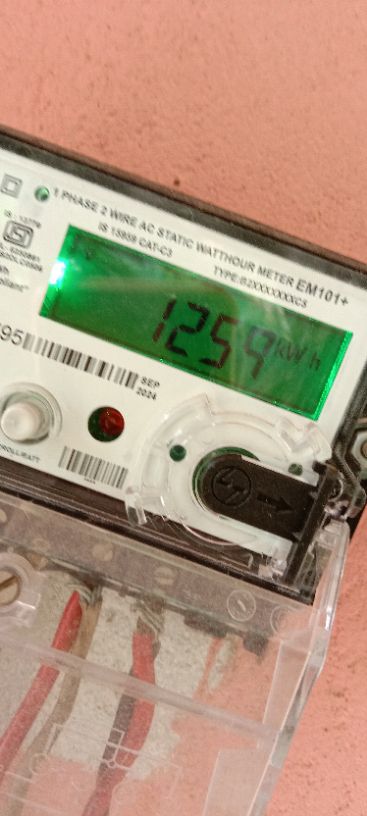 1 PHASE 2 WIRE AC STATIC WATTHOUR METER EM101+
IS 15959 CAT-C3
TYPE:B2XXXXXXXC5
1259 kWh
95
SEP
2024